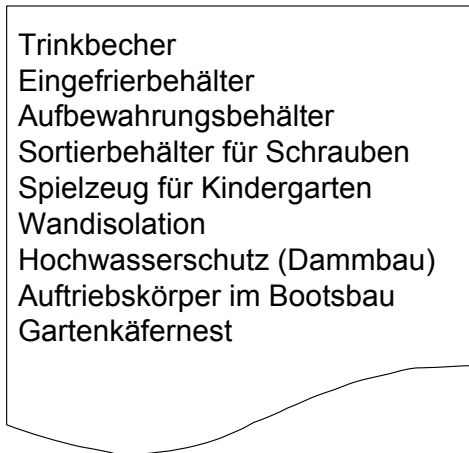 Trinkbecher
Eingefrierbehälter
Aufbewahrungsbehälter
Sortierbehälter für Schrauben
Spielzeug für Kindergarten
Wandisolation
Hochwasserschutz (Dammbau)
Auftriebskörper im Bootsbau
Gartenkäfernest